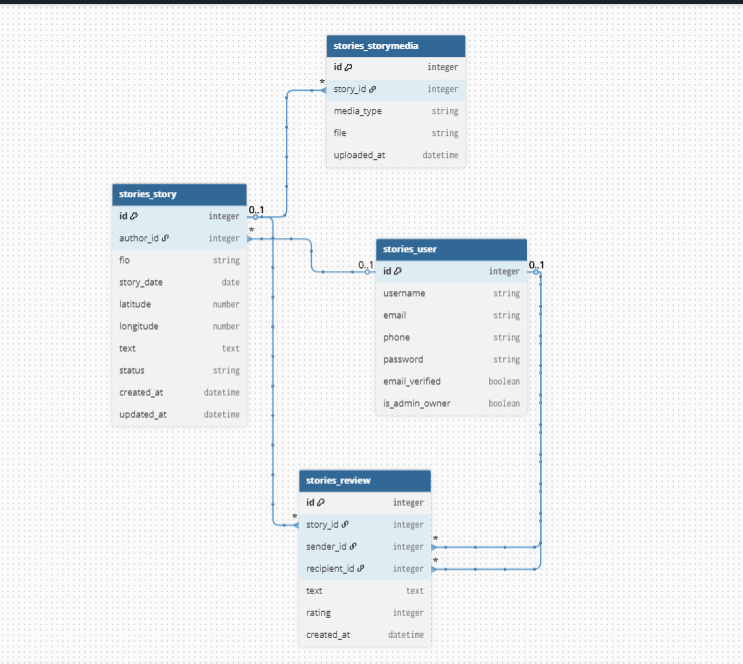 stories_storymedia
id integer
* story_id integer
media_type string
file string
uploaded_at datetime
stories_story
id integer 0..1
author_id integer *
fio string
story_date date
latitude number
longitude number
text text
status string
created_at datetime
updated_at datetime
stories_user
0..1 id integer 0..1
username string
email string
phone string
password string
email_verified boolean
is_admin_owner boolean
stories_review
id integer
* story_id integer
sender_id integer *
recipient_id integer *
text text
rating integer
created_at datetime